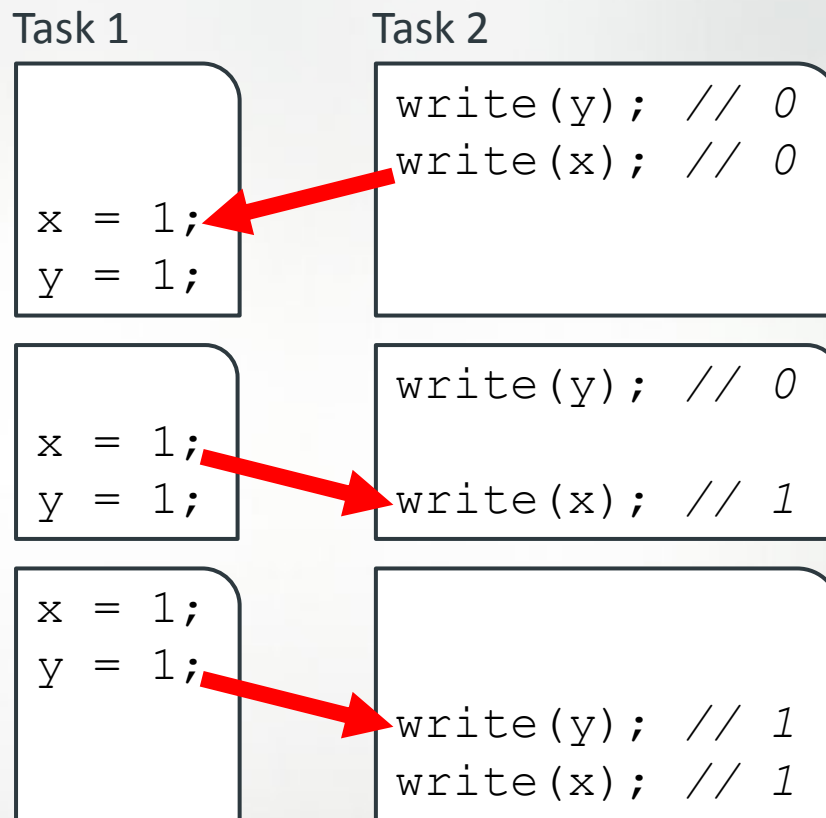 Task 1
Task 2
x = 1;
y = 1;
write(y); // 0
write(x); // 0
x = 1;
y = 1;
write(y); // 0
write(x); // 1
x = 1;
y = 1;
write(y); // 1
write(x); // 1